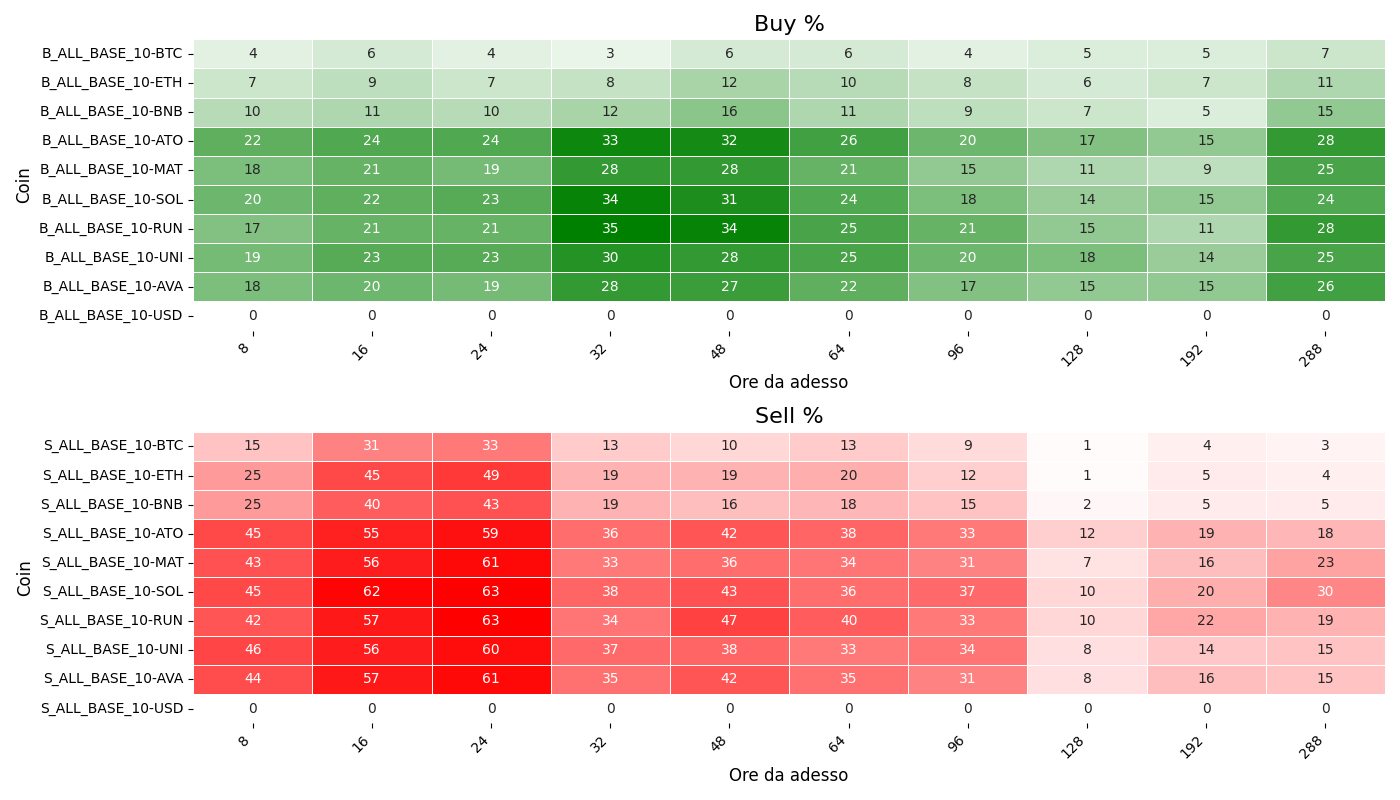 Buy %
Coin
B_ALL_BASE_10-BTC 4 6 4 3 6 6 4 5 5 7
B_ALL_BASE_10-ETH 7 9 7 8 12 10 8 6 7 11
B_ALL_BASE_10-BNB 10 11 10 12 16 11 9 7 5 15
B_ALL_BASE_10-ATO 22 24 24 33 32 26 20 17 15 28
B_ALL_BASE_10-MAT 18 21 19 28 28 21 15 11 9 25
B_ALL_BASE_10-SOL 20 22 23 34 31 24 18 14 15 24
B_ALL_BASE_10-RUN 17 21 21 35 34 25 21 15 11 28
B_ALL_BASE_10-UNI 19 23 23 30 28 25 20 18 14 25
B_ALL_BASE_10-AVA 18 20 19 28 27 22 17 15 15 26
B_ALL_BASE_10-USD 0 0 0 0 0 0 0 0 0 0
8 16 24 32 48 64 96 128 192 288
Ore da adesso
Sell %
Coin
S_ALL_BASE_10-BTC 15 31 33 13 10 13 9 1 4 3
S_ALL_BASE_10-ETH 25 45 49 19 19 20 12 1 5 4
S_ALL_BASE_10-BNB 25 40 43 19 16 18 15 2 5 5
S_ALL_BASE_10-ATO 45 55 59 36 42 38 33 12 19 18
S_ALL_BASE_10-MAT 43 56 61 33 36 34 31 7 16 23
S_ALL_BASE_10-SOL 45 62 63 38 43 36 37 10 20 30
S_ALL_BASE_10-RUN 42 57 63 34 47 40 33 10 22 19
S_ALL_BASE_10-UNI 46 56 60 37 38 33 34 8 14 15
S_ALL_BASE_10-AVA 44 57 61 35 42 35 31 8 16 15
S_ALL_BASE_10-USD 0 0 0 0 0 0 0 0 0 0
8 16 24 32 48 64 96 128 192 288
Ore da adesso